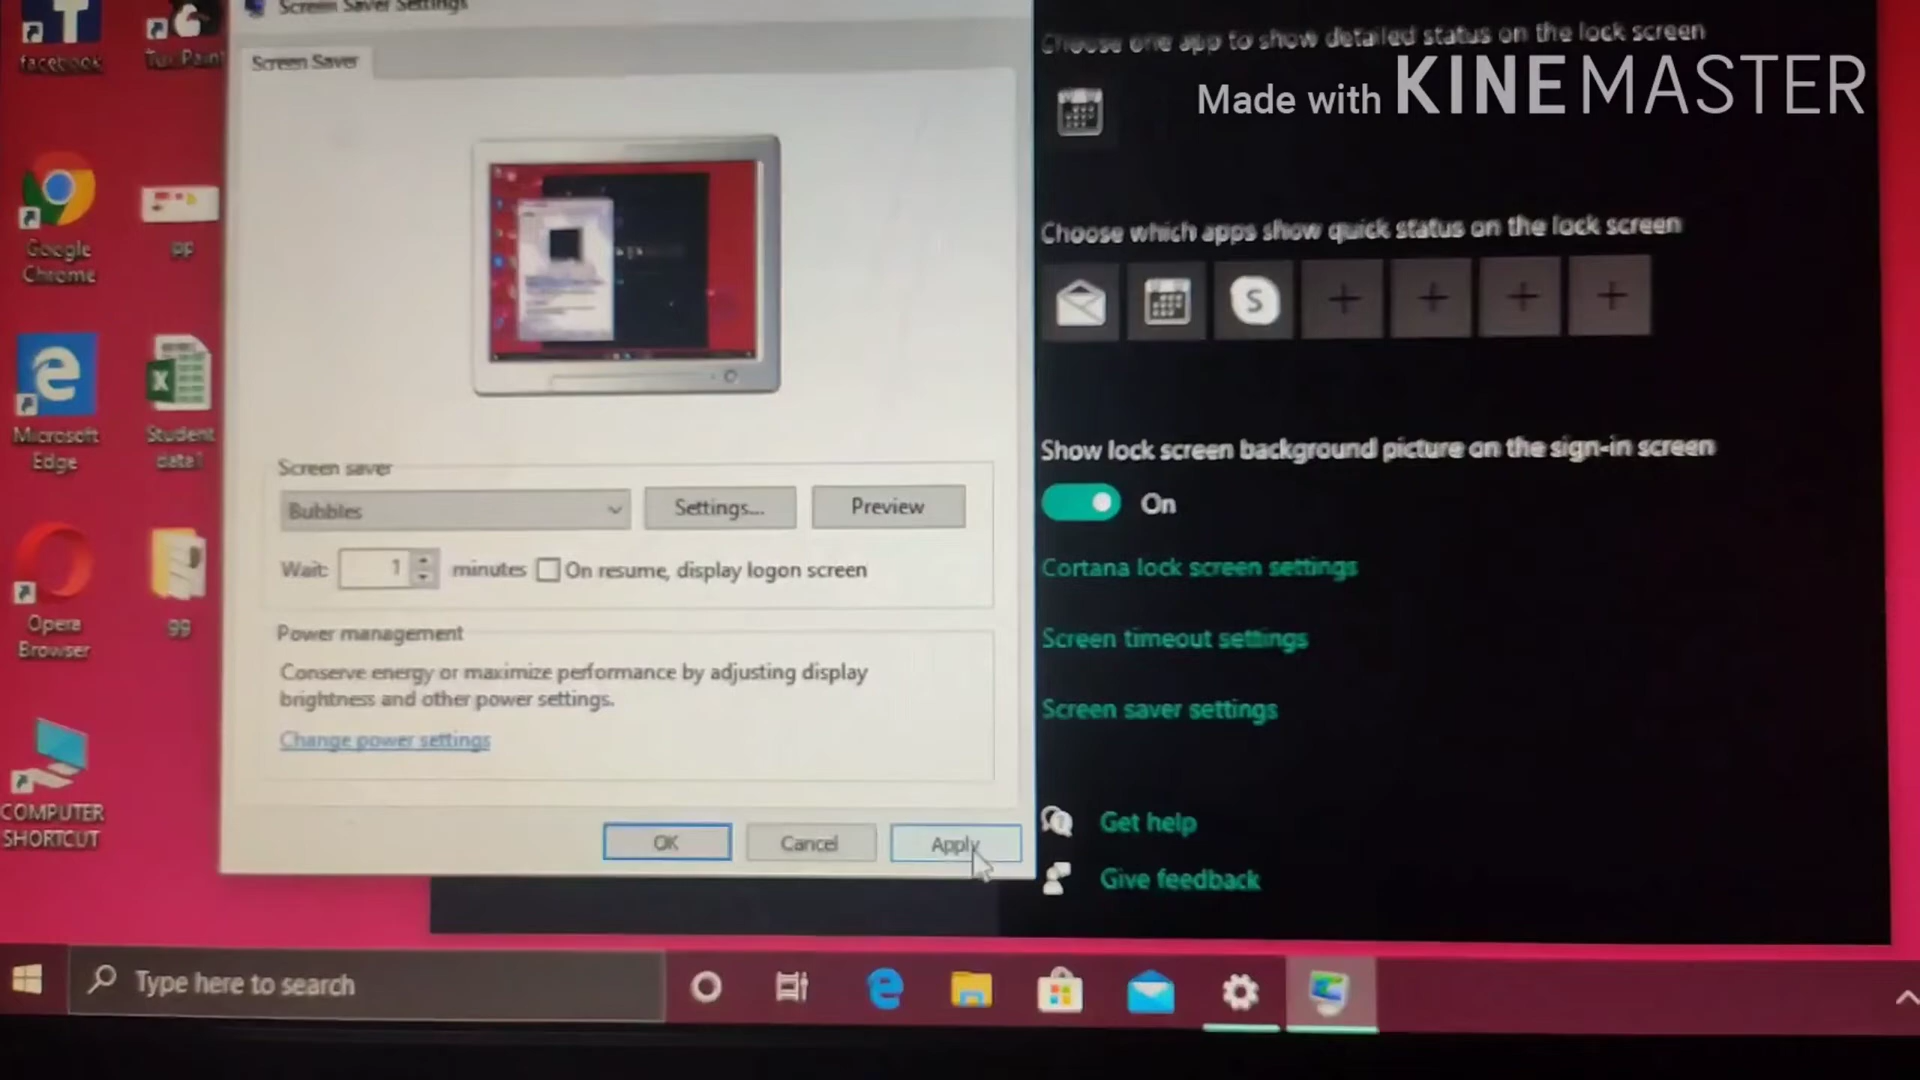 Screen Saver Settings
Screen Saver
Screen saver
Bubbles
Settings...
Preview
Wait:
1
minutes
On resume, display logon screen
Power management
Conserve energy or maximize performance by adjusting display
brightness and other power settings.
Change power settings
OK
Cancel
Apply
Choose one app to show detailed status on the lock screen
Made with KINEMASTER
Choose which apps show quick status on the lock screen
S
Show lock screen background picture on the sign-in screen
On
Cortana lock screen settings
Screen timeout settings
Screen saver settings
Get help
Give feedback
facebook
Tux Paint
Google
Chrome
pp
Microsoft
Edge
Student
data1
Opera
Browser
gg
COMPUTER
SHORTCUT
Type here to search